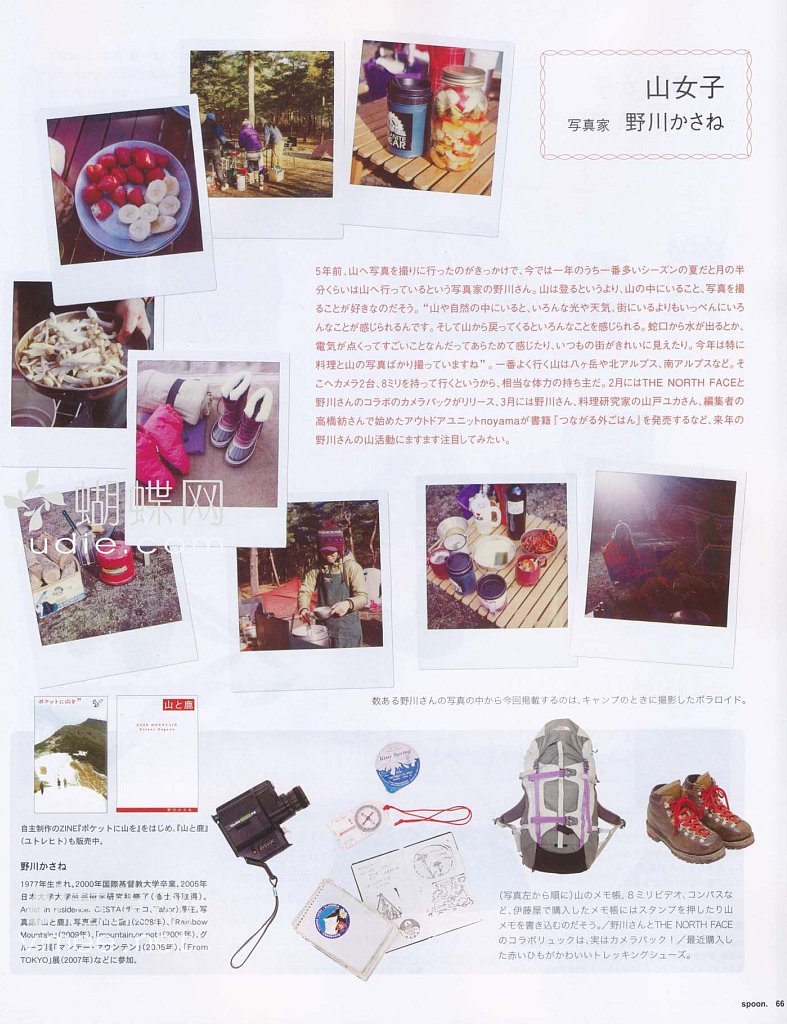 山女子
写真家 野川かさね
5年前、山へ写真を撮りに行ったのがきっかけで、今では一年のうち一番多いシーズンの夏だと月の半
分くらいは山へ行っているという写真家の野川さん。山は登るというより、山の中にいること、写真を撮
ることが好きなのだそう。“山や自然の中にいると、いろんな光や天気、街にいるよりもいっぺんにいろ
んなことが感じられるんです。そして山から戻ってくるといろんなことを感じられる。蛇口から水が出るとか、
電気が点くってすごいことなんだってあらためて感じたり、いつもの街がきれいに見えたり。今年は特に
料理と山の写真ばかり撮っていますね”。一番よく行く山は八ヶ岳や北アルプス、南アルプスなど。そ
こへカメラ2台、8ミリを持って行くというから、相当な体力の持ち主だ。2月にはTHE NORTH FACEと
野川さんのコラボのカメラバックがリリース、3月には野川さん、料理研究家の山戸ユカさん、編集者の
高橋紡さんで始めたアウトドアユニットnoyamaが書籍『つながる外ごはん』を発売するなど、来年の
野川さんの山活動にますます注目してみたい。
蝴蝶网
udie.com
数ある野川さんの写真の中から今回掲載するのは、キャンプのときに撮影したポラロイド。
ポケットに山を
山と鹿
OVER MOUNTAIN
Kasane Nogawa
野川かさね
Kiso Spring
自主制作のZINE『ポケットに山を』をはじめ、『山と鹿』
(ユトレヒト)も販売中。
野川かさね
1977年生まれ。2000年国際基督教大学卒業。2005年
Artist in residence, CESTA(チェコ、Tabor)滞在。写
真集『山と鹿』、写真展「山と鹿」(2008年)、「Rainbow
Mountain」(2009年)、「mountain or not」(2005年)、グ
ループ展「マンデー・マウンテン」(2005年)、「From
TOKYO」展(2007年)などに参加。
(写真左から順に)山のメモ帳、8ミリビデオ、コンパスな
ど、伊藤屋で購入したメモ帳にはスタンプを押したり山
メモを書き込むのだそう。/野川さんとTHE NORTH FACE
のコラボリュックは、実はカメラバック!/最近購入し
た赤いひもがかわいいトレッキングシューズ。
spoon. 66